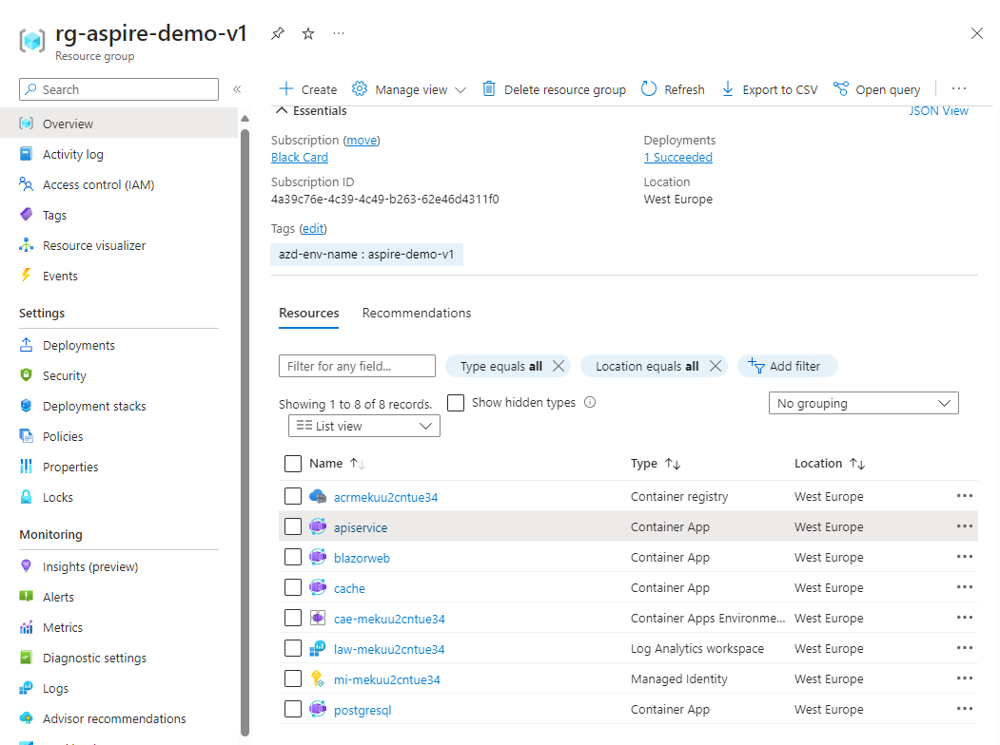 rg-aspire-demo-v1
Resource group
Search
Overview
Activity log
Access control (IAM)
Tags
Resource visualizer
Events
Settings
Deployments
Security
Deployment stacks
Policies
Properties
Locks
Monitoring
Insights (preview)
Alerts
Metrics
Diagnostic settings
Logs
Advisor recommendations
Create Manage view Delete resource group Refresh Export to CSV Open query
Essentials JSON View
Subscription (move)
Black Card
Subscription ID
4a39c76e-4c39-4c49-b263-62e46d4311f0
Deployments
1 Succeeded
Location
West Europe
Tags (edit)
azd-env-name : aspire-demo-v1
Resources Recommendations
Filter for any field... Type equals all Location equals all Add filter
Showing 1 to 8 of 8 records. Show hidden types No grouping
List view
Name Type Location
acrmekuu2cntue34 Container registry West Europe
apiservice Container App West Europe
blazorweb Container App West Europe
cache Container App West Europe
cae-mekuu2cntue34 Container Apps Environme... West Europe
law-mekuu2cntue34 Log Analytics workspace West Europe
mi-mekuu2cntue34 Managed Identity West Europe
postgresql Container App West Europe